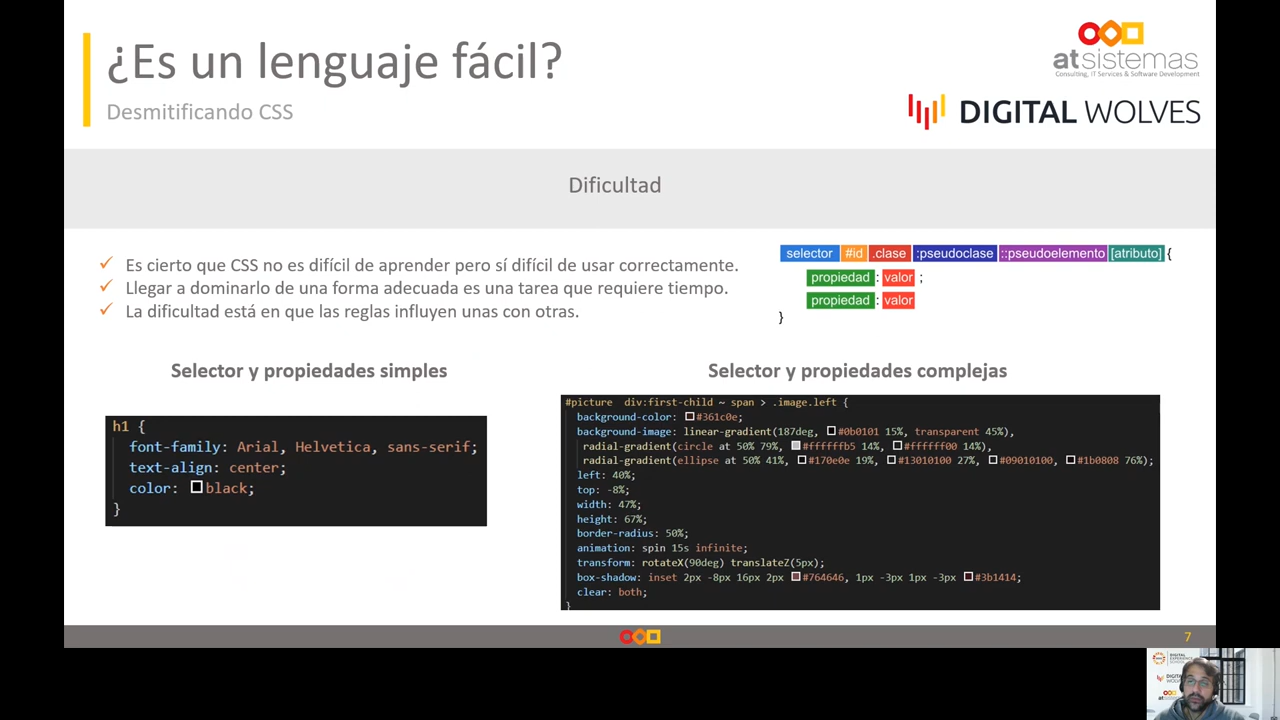 ¿Es un lenguaje fácil?
Desmitificando CSS
atsistemas
Consulting, IT Services & Software Development
DIGITAL WOLVES
Dificultad
Es cierto que CSS no es difícil de aprender pero sí difícil de usar correctamente.
Llegar a dominarlo de una forma adecuada es una tarea que requiere tiempo.
La dificultad está en que las reglas influyen unas con otras.
selector #id .clase :pseudoclase ::pseudoelemento [atributo] {
propiedad : valor ;
propiedad : valor
}
Selector y propiedades simples
h1 {
font-family: Arial, Helvetica, sans-serif;
text-align: center;
color: black;
}
Selector y propiedades complejas
#picture div:first-child ~ span > .image.left {
background-color: #361c0e;
background-image: linear-gradient(187deg, #0b0101 15%, transparent 45%),
radial-gradient(circle at 50% 79%, #ffffffb5 14%, #ffffff00 14%),
radial-gradient(ellipse at 50% 41%, #170e0e 19%, #13010100 27%, #09010100, #1b0808 76%);
left: 40%;
top: -8%;
width: 47%;
height: 67%;
border-radius: 50%;
animation: spin 15s infinite;
transform: rotateX(90deg) translateZ(5px);
box-shadow: inset 2px -8px 16px 2px #764646, 1px -3px 1px -3px #3b1414;
clear: both;
}
7